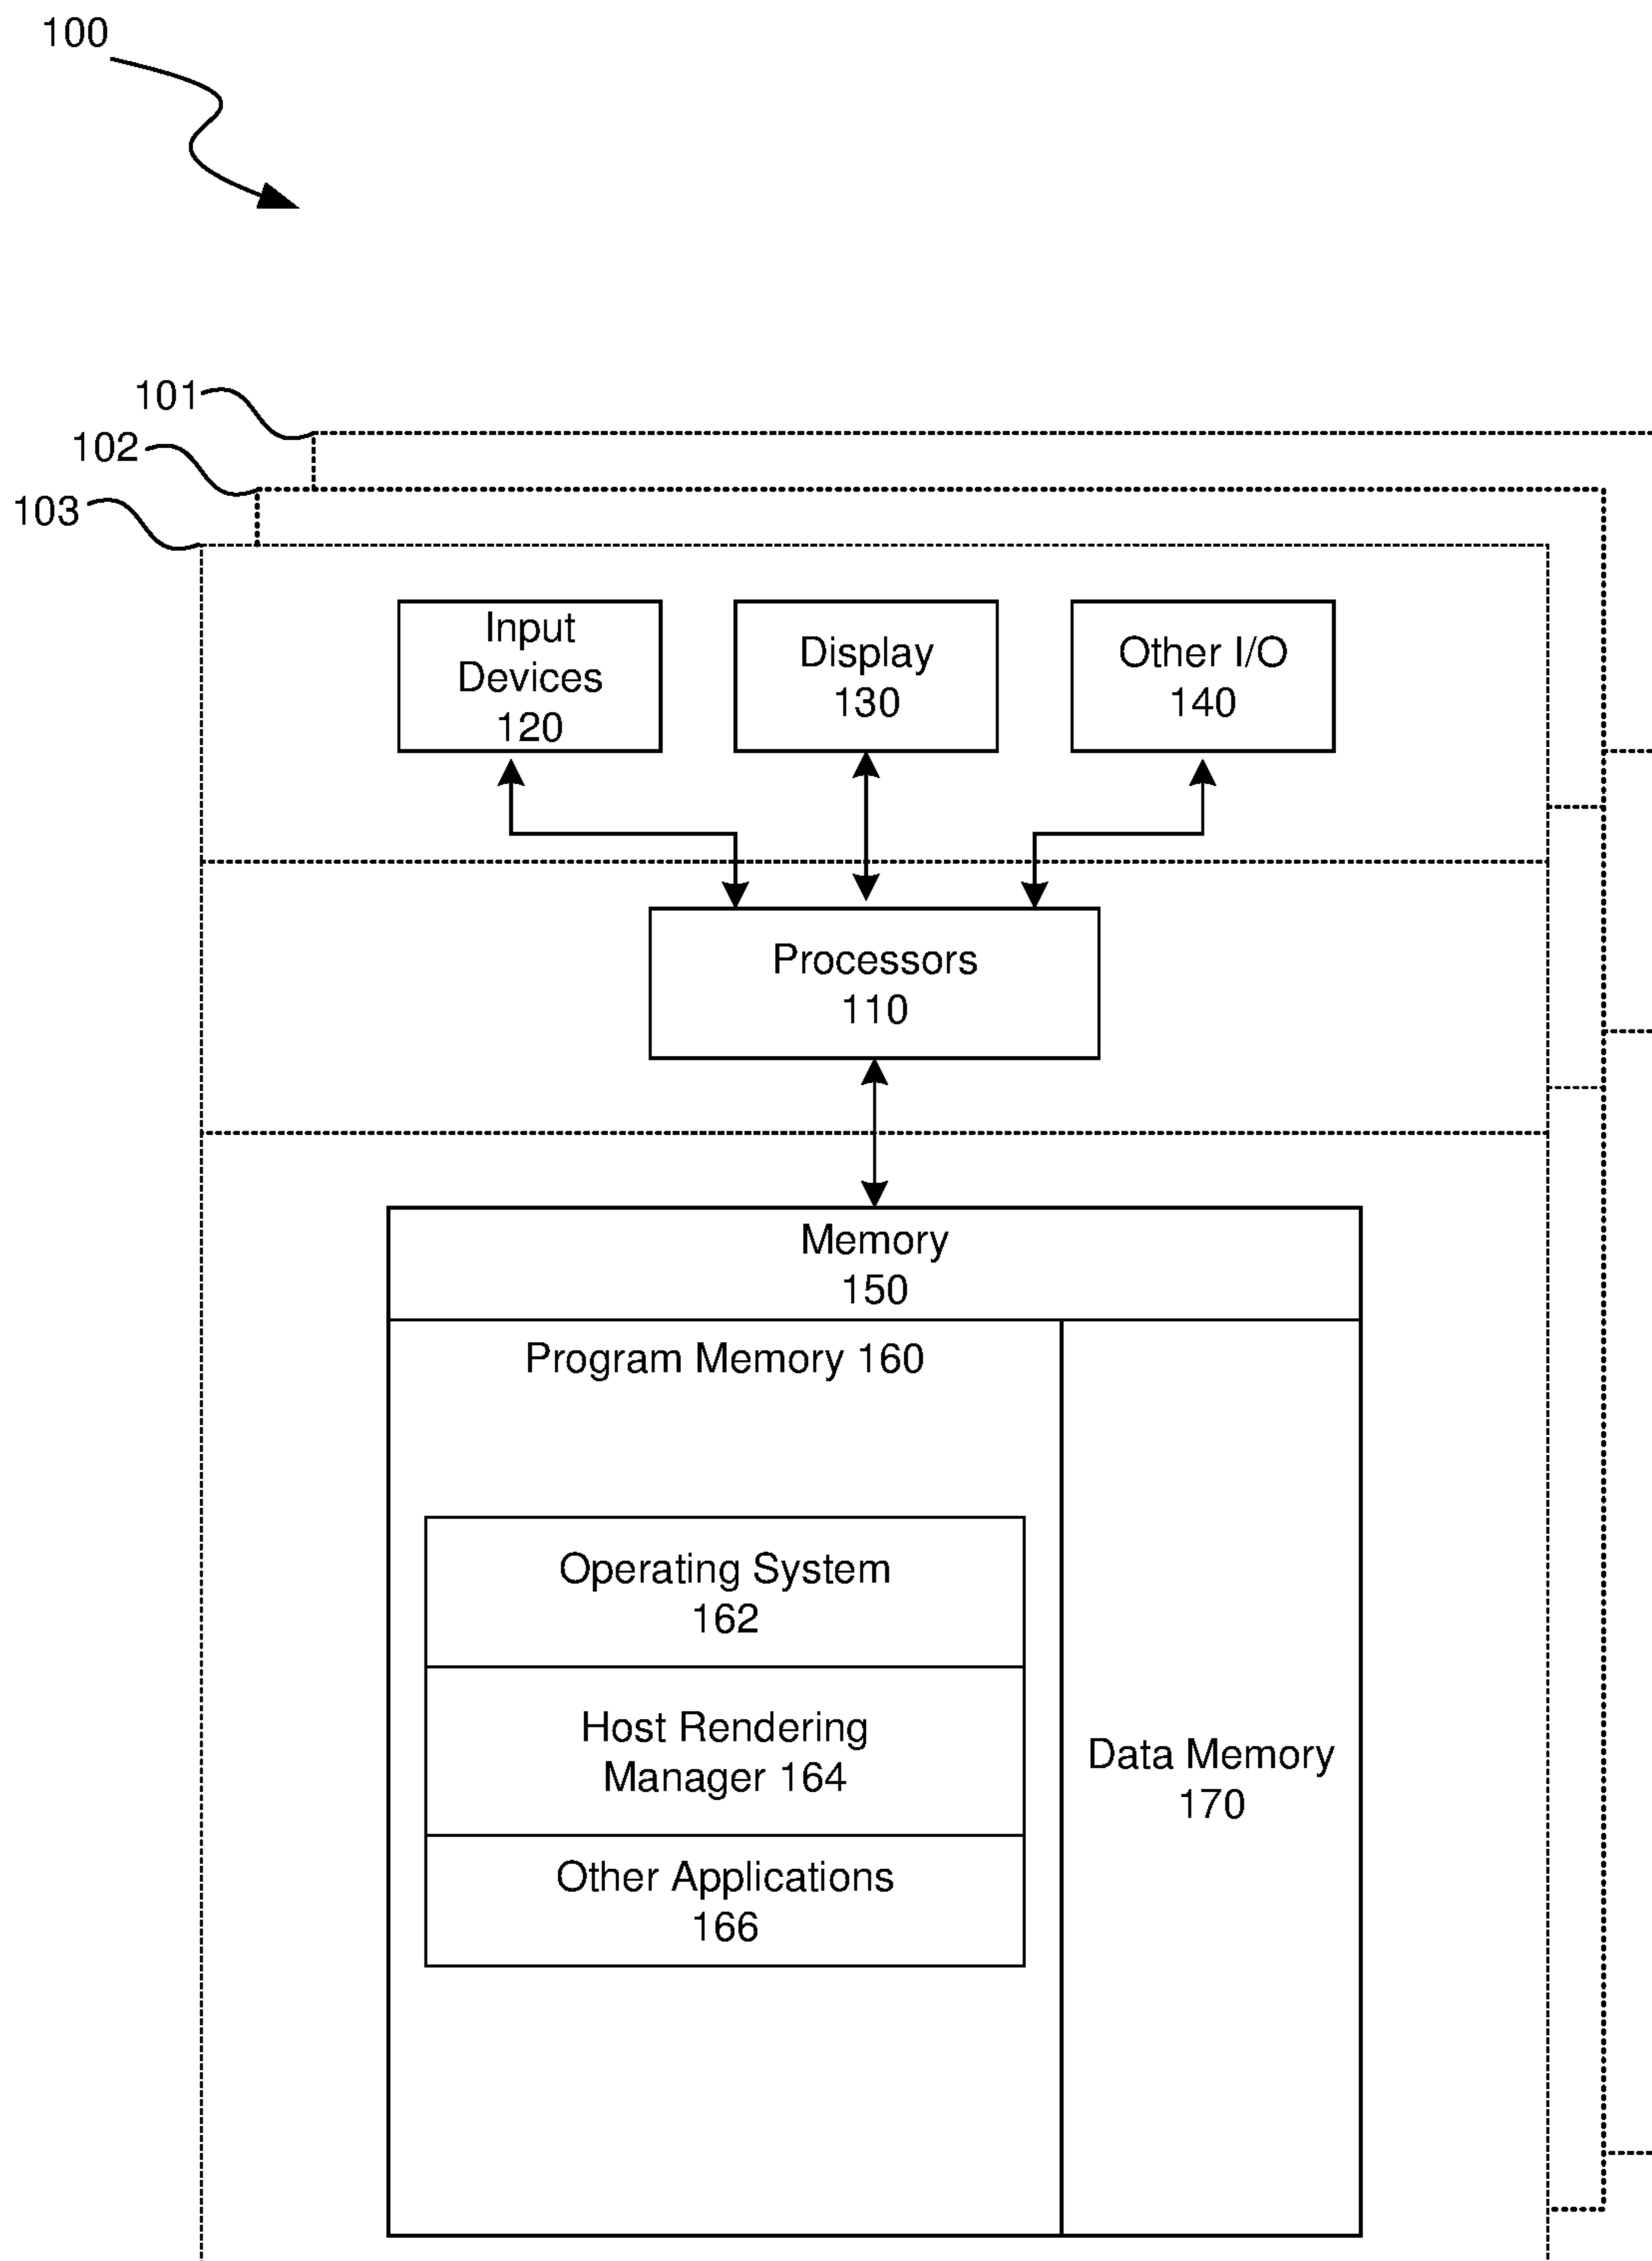 100
101
102
103
Input
Devices
120
Display
130
Other I/O
140
Processors
110
Memory
150
Program Memory 160
Operating System
162
Host Rendering
Manager 164
Other Applications
166
Data Memory
170